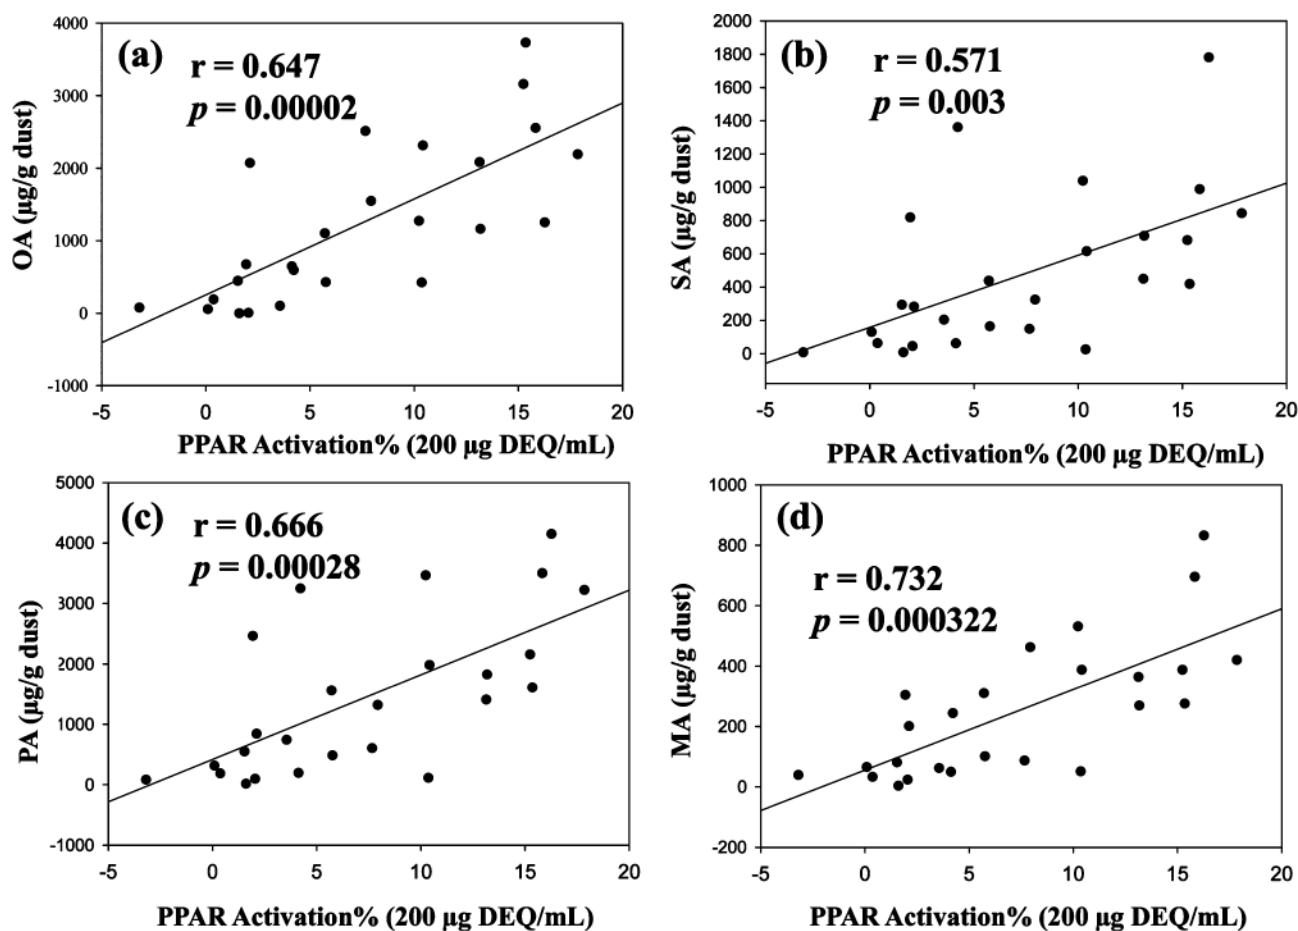 (a)
r = 0.647
p = 0.00002
OA (µg/g dust)
4000
3000
2000
1000
0
-1000
-5 0 5 10 15 20
PPAR Activation% (200 µg DEQ/mL)
(b)
r = 0.571
p = 0.003
SA (µg/g dust)
2000
1800
1600
1400
1200
1000
800
600
400
200
0
-5 0 5 10 15 20
PPAR Activation% (200 µg DEQ/mL)
(c)
r = 0.666
p = 0.00028
PA (µg/g dust)
5000
4000
3000
2000
1000
0
-1000
-5 0 5 10 15 20
PPAR Activation% (200 µg DEQ/mL)
(d)
r = 0.732
p = 0.000322
MA (µg/g dust)
1000
800
600
400
200
0
-200
-5 0 5 10 15 20
PPAR Activation% (200 µg DEQ/mL)